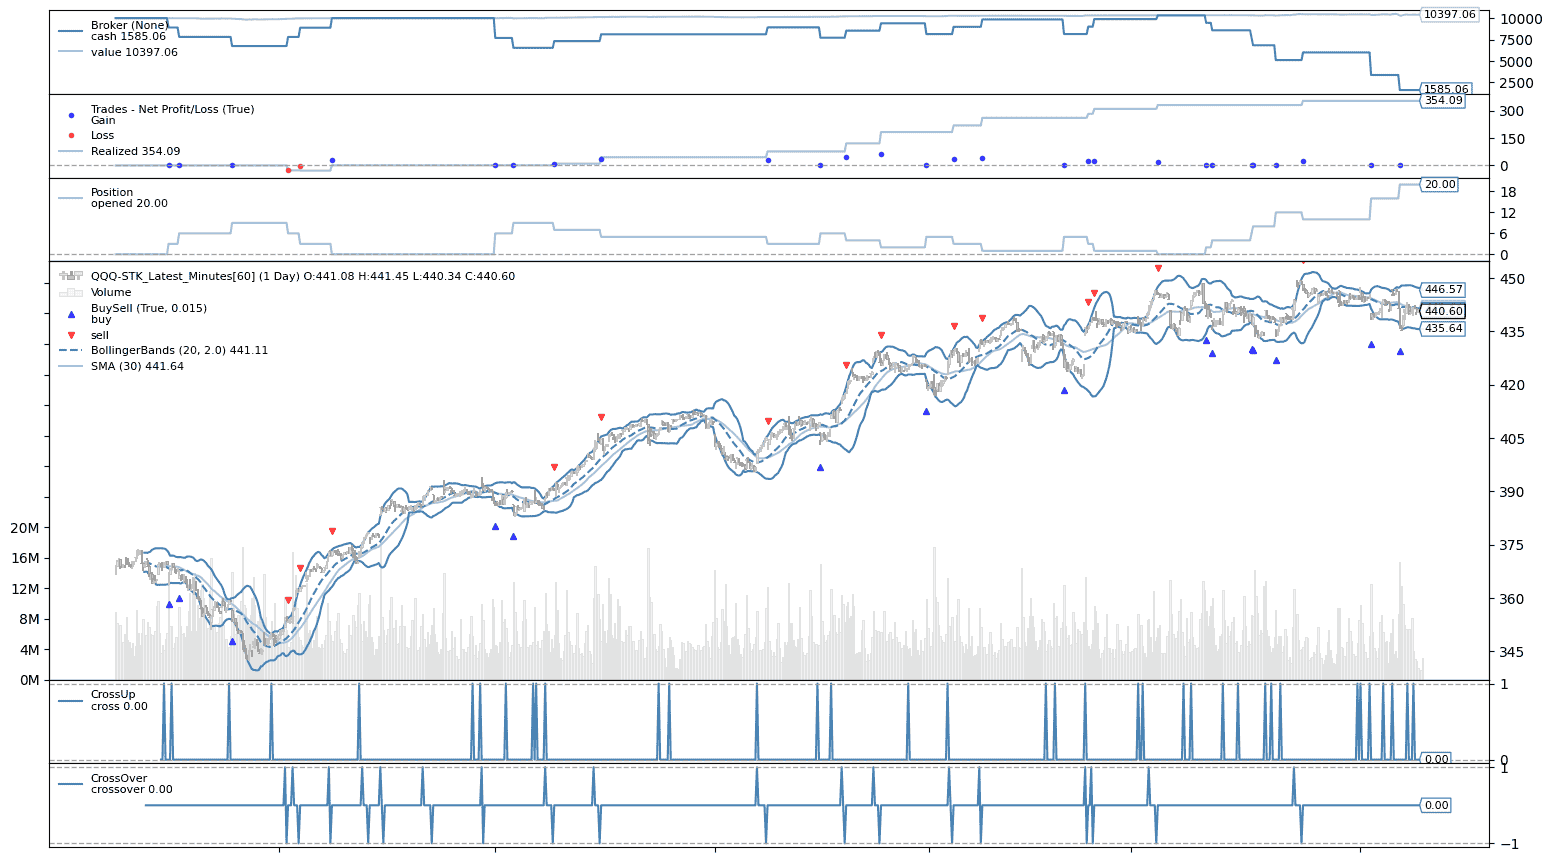 Broker (None)
cash 1585.06
value 10397.06
10397.06
10000
7500
5000
2500
1585.06
Trades - Net Profit/Loss (True)
Gain
Loss
Realized 354.09
354.09
300
150
0
Position
opened 20.00
20.00
18
12
6
0
QQQ-STK_Latest_Minutes[60] (1 Day) O:441.08 H:441.45 L:440.34 C:440.60
Volume
BuySell (True, 0.015)
buy
sell
BollingerBands (20, 2.0) 441.11
SMA (30) 441.64
450
446.57
440.60
435.64
435
420
405
390
375
360
345
20M
16M
12M
8M
4M
0M
CrossUp
cross 0.00
1
0
0.00
CrossOver
crossover 0.00
1
0.00
−1